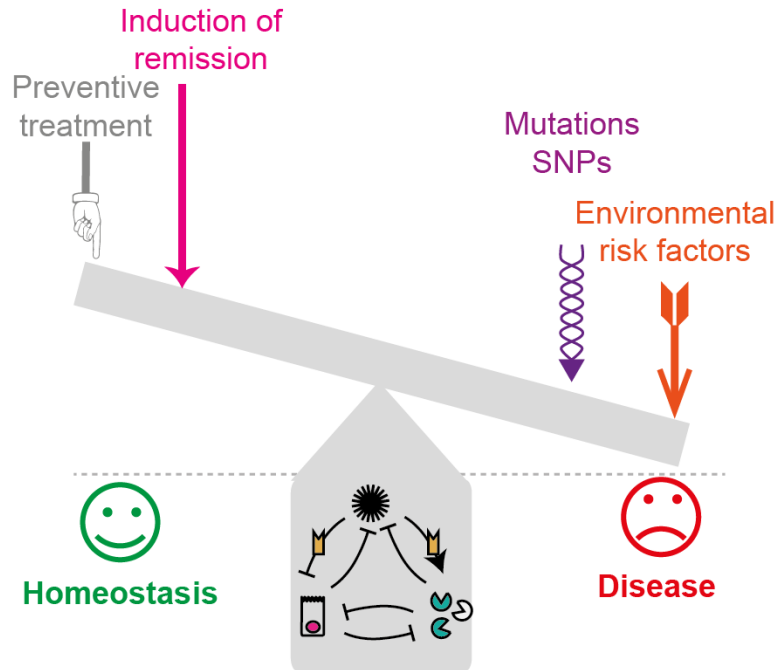 Induction of
remission
Preventive
treatment
Mutations
SNPs
Environmental
risk factors
Homeostasis
Disease